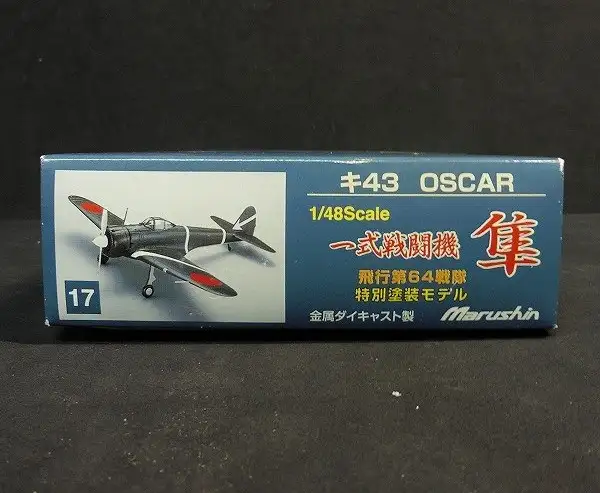 キ43 OSCAR
1/48Scale
一式戦闘機 隼
飛行第64戦隊
特別塗装モデル
金属ダイキャスト製 Marushin
17